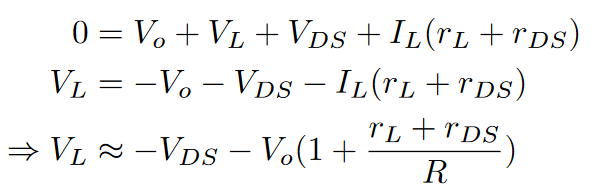 0 = V_o + V_L + V_{DS} + I_L(r_L + r_{DS})
V_L = −V_o − V_{DS} − I_L(r_L + r_{DS})
⇒ V_L ≈ −V_{DS} − V_o(1 + \frac{r_L + r_{DS}}{R})